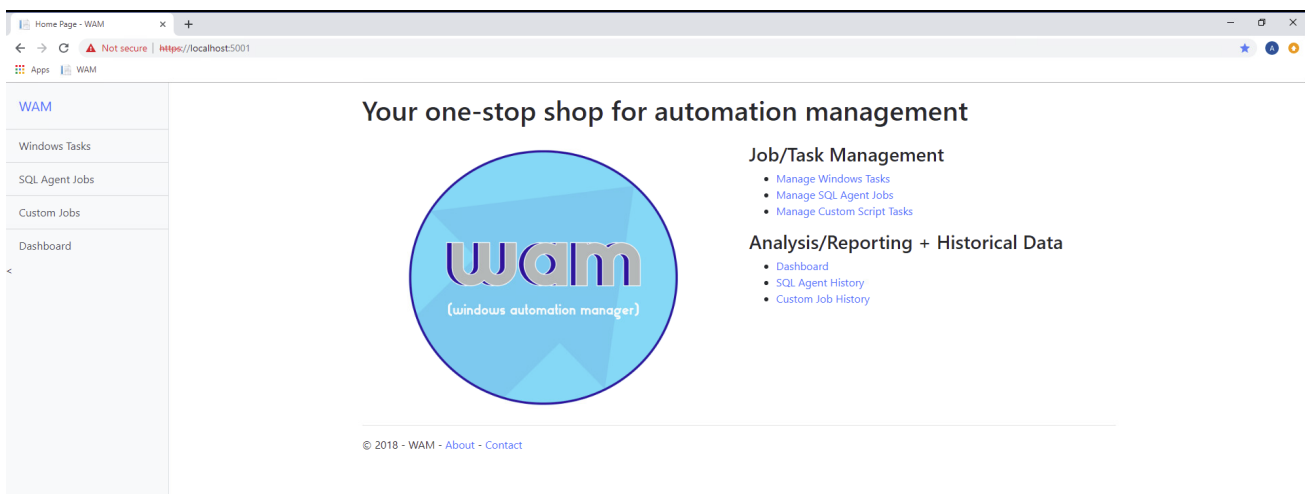 Home Page - WAM
Not secure | https://localhost:5001
Apps WAM
WAM
Windows Tasks
SQL Agent Jobs
Custom Jobs
Dashboard
<
Your one-stop shop for automation management
wam
(windows automation manager)
Job/Task Management
Manage Windows Tasks
Manage SQL Agent Jobs
Manage Custom Script Tasks
Analysis/Reporting + Historical Data
Dashboard
SQL Agent History
Custom Job History
© 2018 - WAM - About - Contact